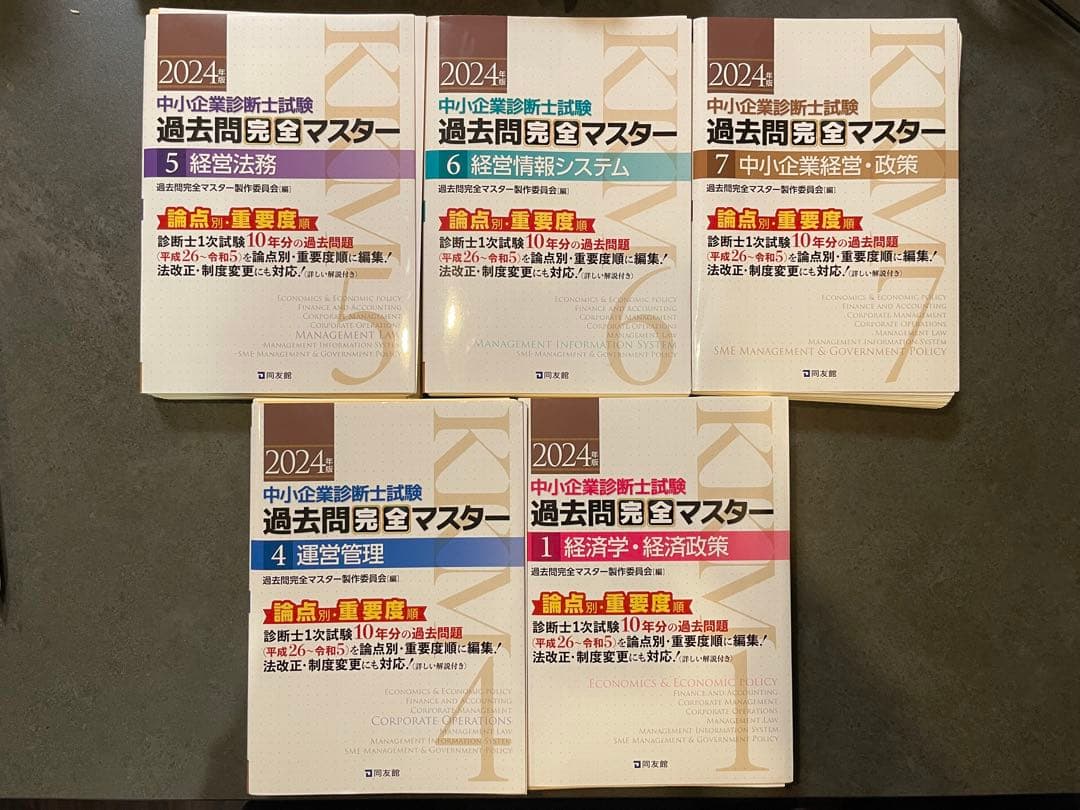 2024年版
中小企業診断士試験
過去問完全マスター
5 経営法務
過去問完全マスター製作委員会[編]
論点別・重要度順
診断士1次試験10年分の過去問題
(平成26~令和5)を論点別・重要度順に編集!
法改正・制度変更にも対応!(詳しい解説付き)
ECONOMICS & ECONOMIC POLICY
FINANCE AND ACCOUNTING
CORPORATE MANAGEMENT
CORPORATE OPERATIONS
MANAGEMENT LAW
MANAGEMENT INFORMATION SYSTEM
SME MANAGEMENT & GOVERNMENT POLICY
KKM5
同友館
2024年版
中小企業診断士試験
過去問完全マスター
6 経営情報システム
過去問完全マスター製作委員会[編]
論点別・重要度順
診断士1次試験10年分の過去問題
(平成26~令和5)を論点別・重要度順に編集!
法改正・制度変更にも対応!(詳しい解説付き)
ECONOMICS & ECONOMIC POLICY
FINANCE AND ACCOUNTING
CORPORATE MANAGEMENT
CORPORATE OPERATIONS
MANAGEMENT LAW
MANAGEMENT INFORMATION SYSTEM
SME MANAGEMENT & GOVERNMENT POLICY
KKM6
同友館
2024年版
中小企業診断士試験
過去問完全マスター
7 中小企業経営・政策
過去問完全マスター製作委員会[編]
論点別・重要度順
診断士1次試験10年分の過去問題
(平成26~令和5)を論点別・重要度順に編集!
法改正・制度変更にも対応!(詳しい解説付き)
ECONOMICS & ECONOMIC POLICY
FINANCE AND ACCOUNTING
CORPORATE MANAGEMENT
CORPORATE OPERATIONS
MANAGEMENT LAW
MANAGEMENT INFORMATION SYSTEM
SME MANAGEMENT & GOVERNMENT POLICY
KKM7
同友館
2024年版
中小企業診断士試験
過去問完全マスター
4 運営管理
過去問完全マスター製作委員会[編]
論点別・重要度順
診断士1次試験10年分の過去問題
(平成26~令和5)を論点別・重要度順に編集!
法改正・制度変更にも対応!(詳しい解説付き)
ECONOMICS & ECONOMIC POLICY
FINANCE AND ACCOUNTING
CORPORATE MANAGEMENT
CORPORATE OPERATIONS
MANAGEMENT LAW
MANAGEMENT INFORMATION SYSTEM
SME MANAGEMENT & GOVERNMENT POLICY
KKM4
同友館
2024年版
中小企業診断士試験
過去問完全マスター
1 経済学・経済政策
過去問完全マスター製作委員会[編]
論点別・重要度順
診断士1次試験10年分の過去問題
(平成26~令和5)を論点別・重要度順に編集!
法改正・制度変更にも対応!(詳しい解説付き)
ECONOMICS & ECONOMIC POLICY
FINANCE AND ACCOUNTING
CORPORATE MANAGEMENT
CORPORATE OPERATIONS
MANAGEMENT LAW
MANAGEMENT INFORMATION SYSTEM
SME MANAGEMENT & GOVERNMENT POLICY
KKM1
同友館